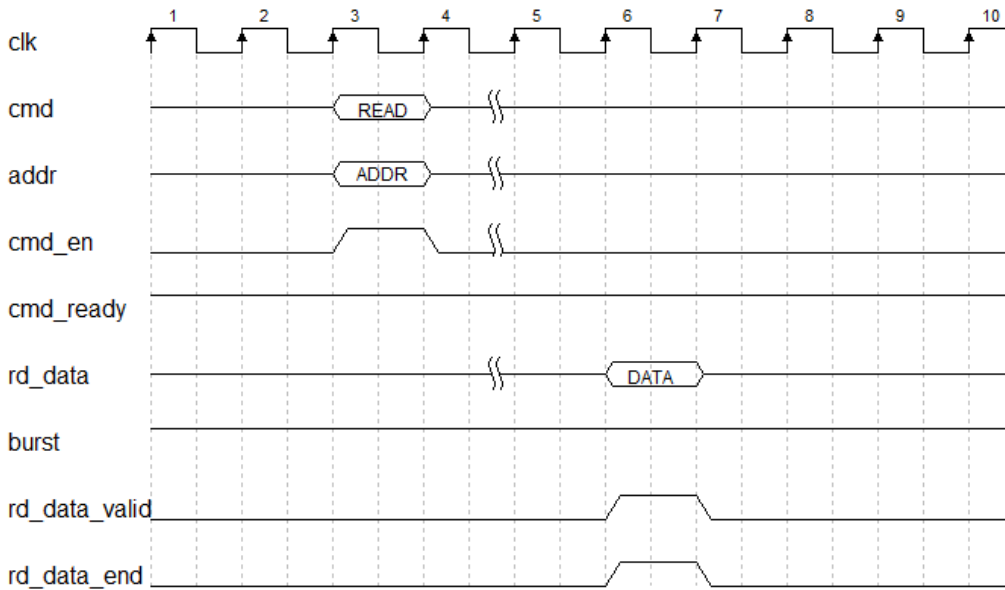 1 2 3 4 5 6 7 8 9 10
clk
cmd READ
addr ADDR
cmd_en
cmd_ready
rd_data DATA
burst
rd_data_valid
rd_data_end